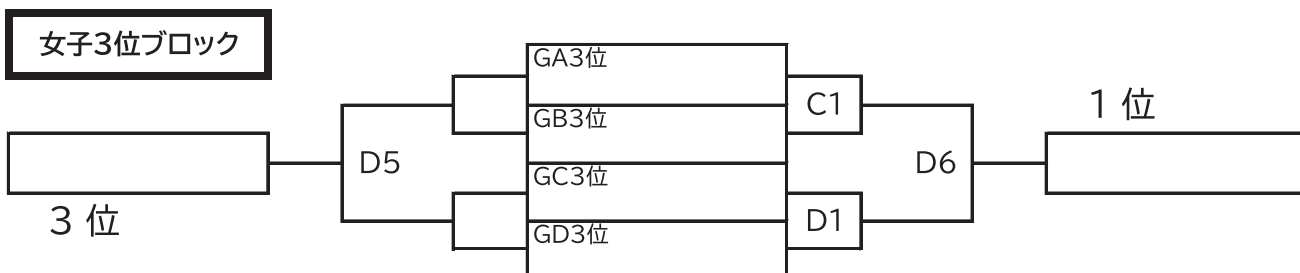 女子3位ブロック
GA3位
C1
1 位
GB3位
D5
D6
GC3位
3 位
D1
GD3位